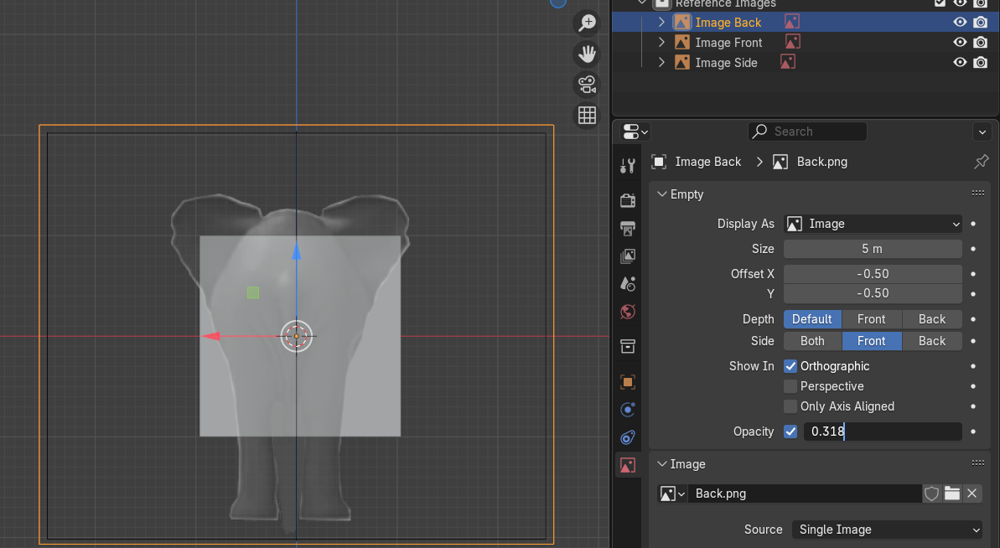 Reference Images
Image Back
Image Front
Image Side
Search
Image Back > Back.png
Empty
Display As Image
Size 5 m
Offset X -0.50
Y -0.50
Depth Default Front Back
Side Both Front Back
Show In Orthographic
Perspective
Only Axis Aligned
Opacity 0.318
Image
Back.png
Source Single Image